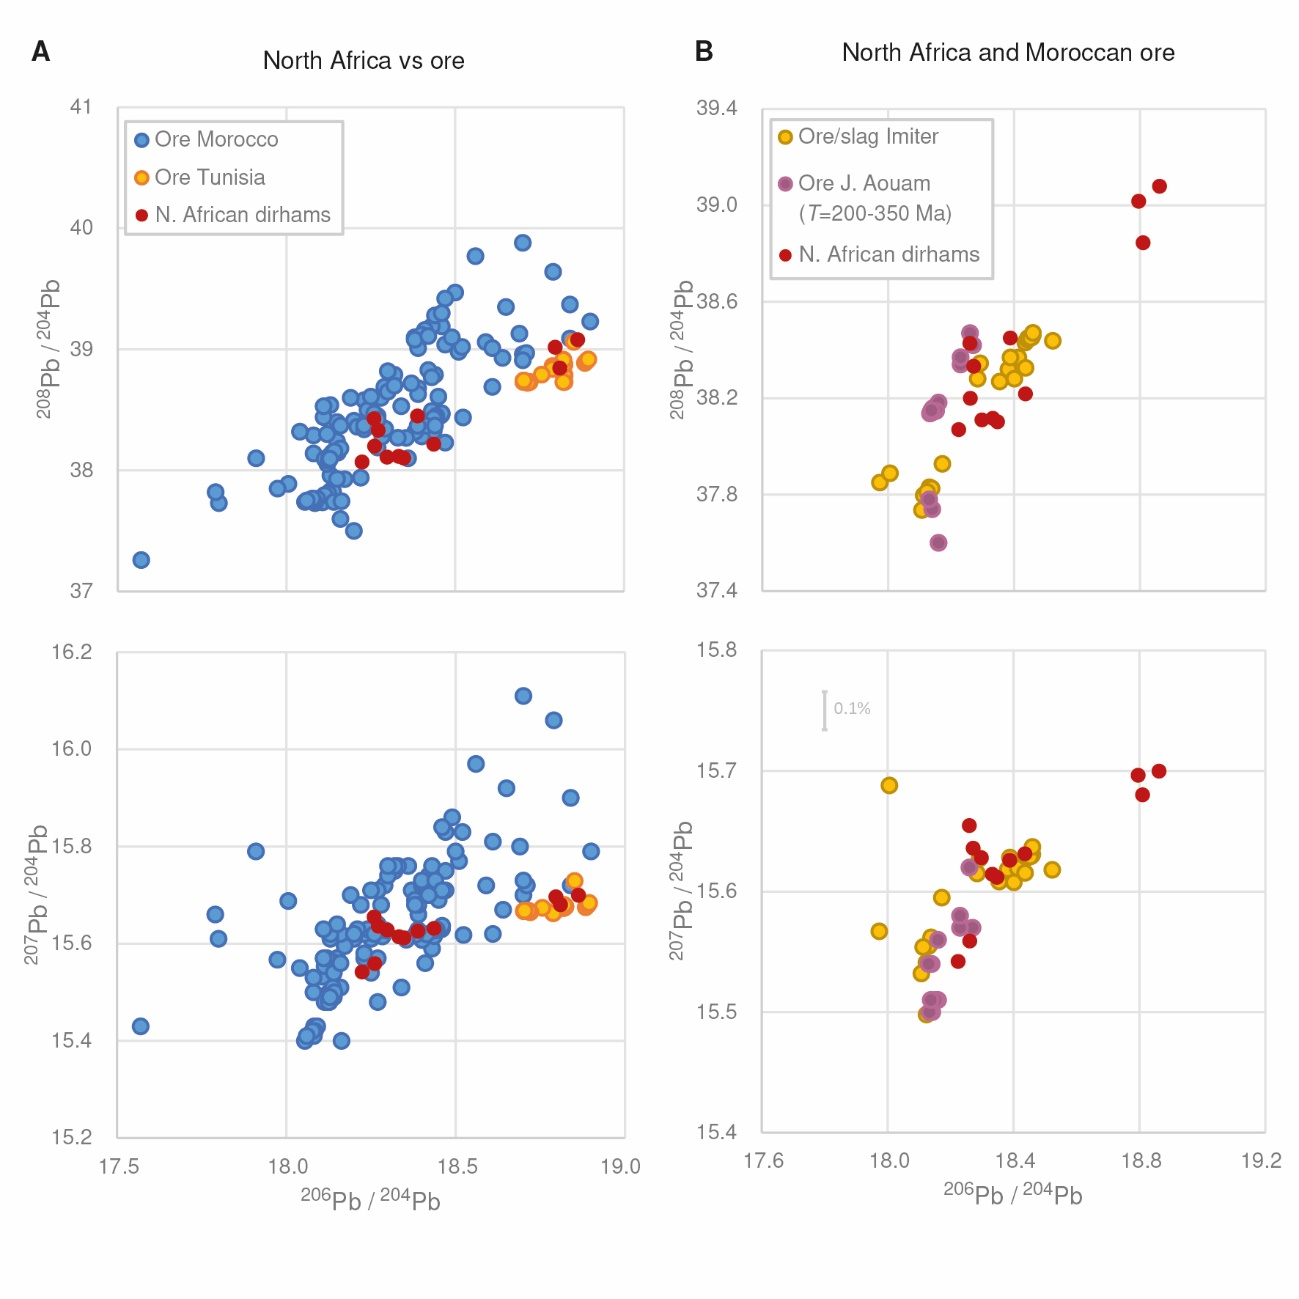 A
North Africa vs ore
41
40
39
38
37
208Pb / 204Pb
Ore Morocco
Ore Tunisia
N. African dirhams
16.2
16.0
15.8
15.6
15.4
15.2
207Pb / 204Pb
17.5 18.0 18.5 19.0
206Pb / 204Pb
B
North Africa and Moroccan ore
39.4
39.0
38.6
38.2
37.8
37.4
208Pb / 204Pb
Ore/slag Imiter
Ore J. Aouam
(T=200-350 Ma)
N. African dirhams
15.8
15.7
15.6
15.5
15.4
207Pb / 204Pb
0.1%
17.6 18.0 18.4 18.8 19.2
206Pb / 204Pb